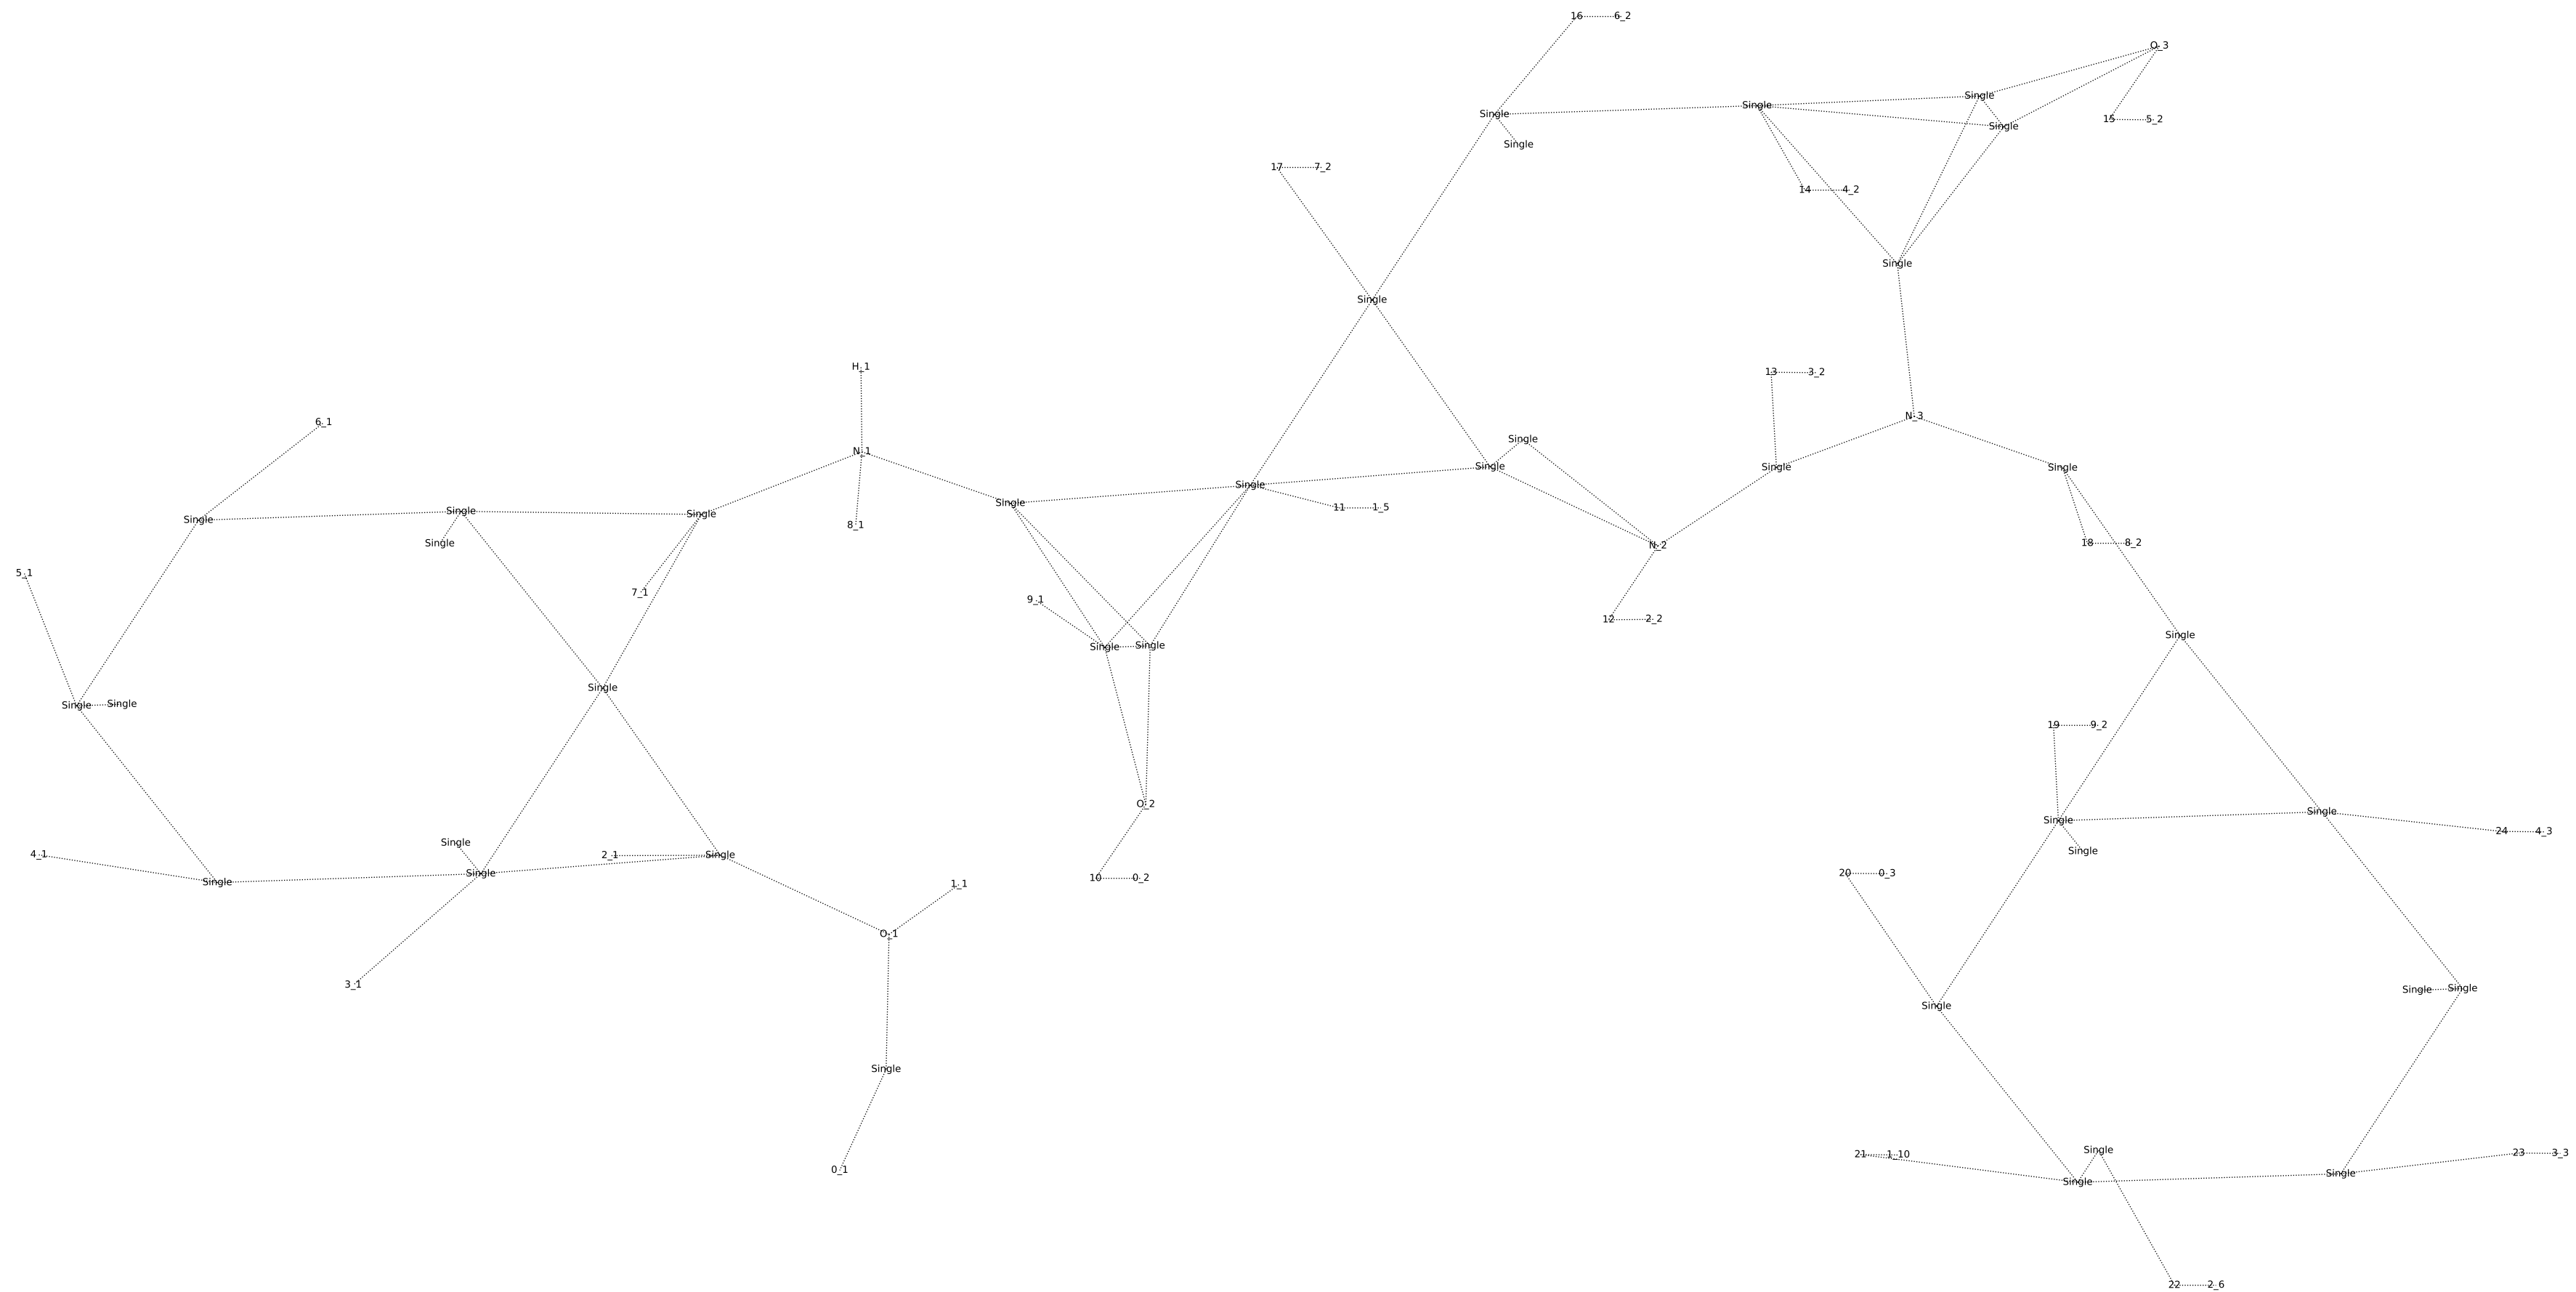 16 6_2
O_3
Single
Single
Single 15 5_2
Single
Single
17 7_2
14 4_2
Single
Single
H_1
13 3_2
N_3
6_1
Single
N_1
Single Single Single
Single
Single
Single Single
Single 11 1_5
8_1
Single 18 8_2
N_2
5_1
7_1
9_1
12 2_2
Single
Single Single
Single
Single Single
19 9_2
O_2
Single
Single
24 4_3
Single
Single
4_1 2_1 Single
Single
20 0_3
10 0_2
Single
1_1
O_1
3_1
Single Single
Single
Single
Single
21 1_10
23 3_3
0_1
Single
Single
22 2_6